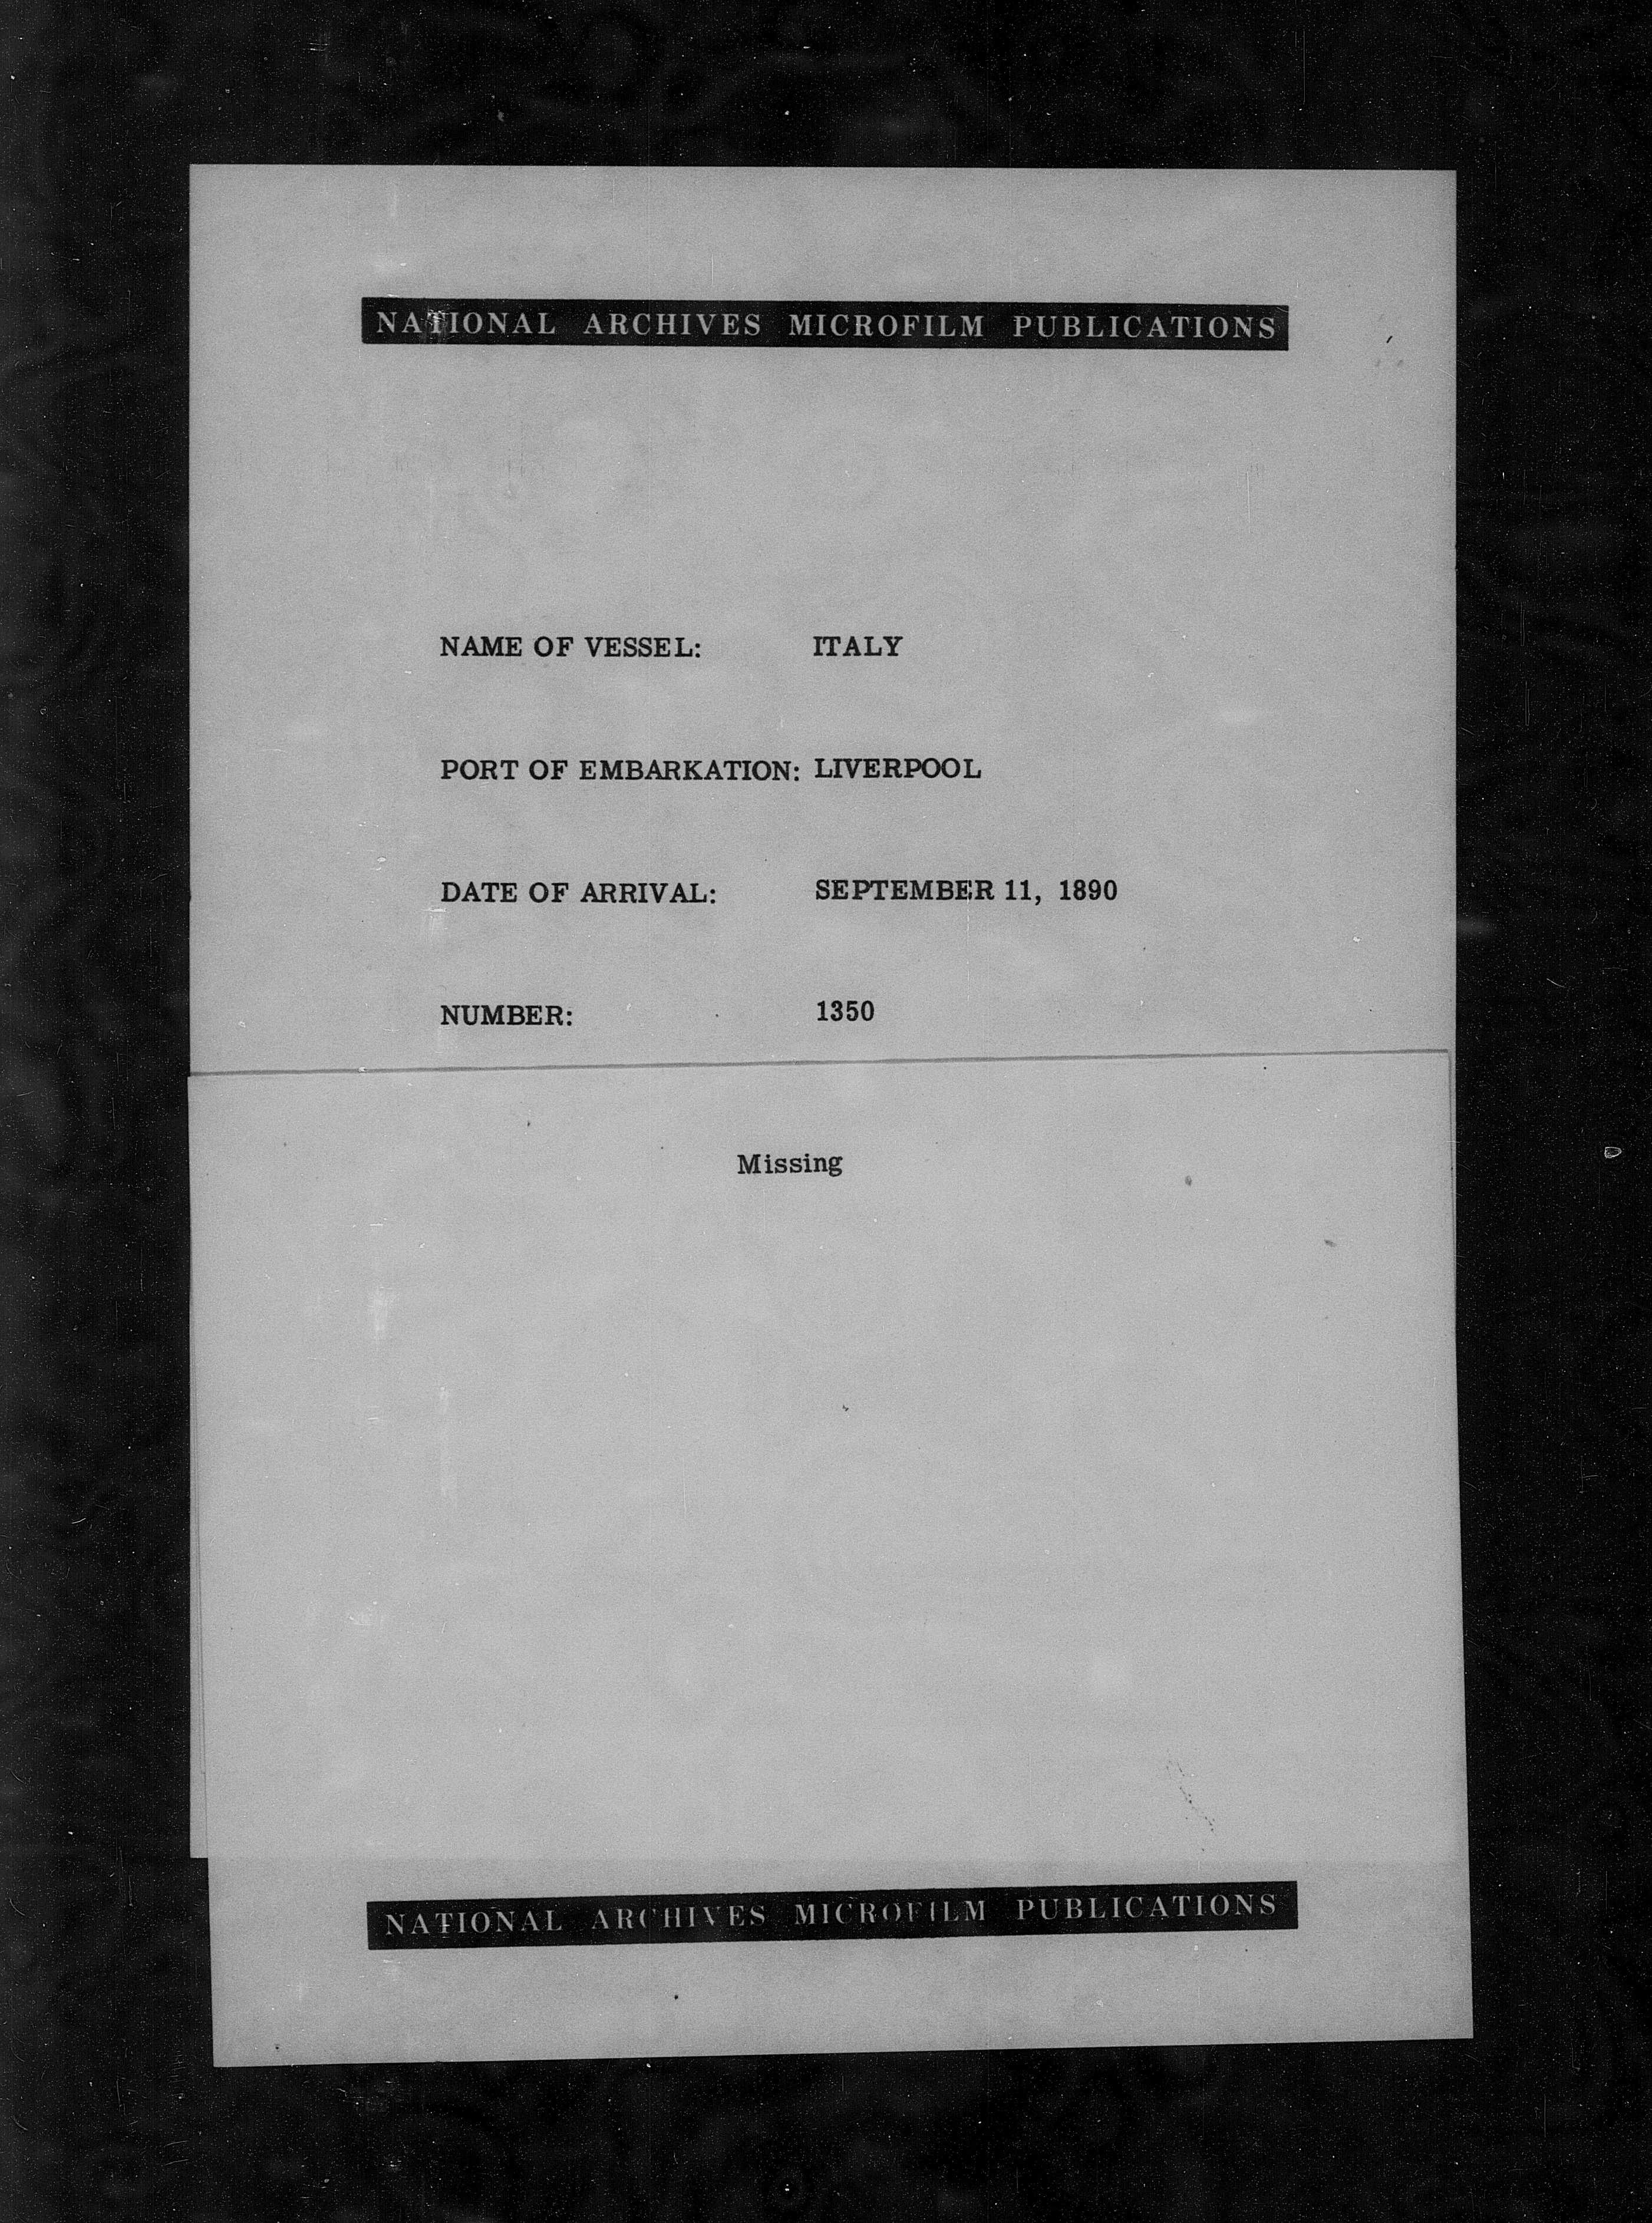 NATIONAL ARCHIVES MICROFILM PUBLICATIONS
NAME OF VESSEL: ITALY
PORT OF EMBARKATION: LIVERPOOL
DATE OF ARRIVAL: SEPTEMBER 11, 1890
NUMBER: 1350
Missing
NATIONAL ARCHIVES MICROFILM PUBLICATIONS